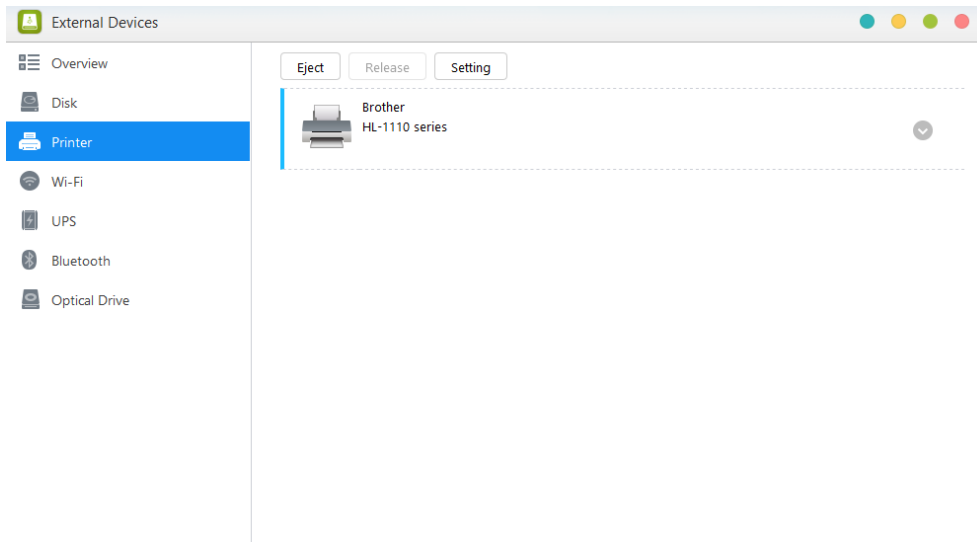 External Devices
Overview
Disk
Printer
Wi-Fi
UPS
Bluetooth
Optical Drive
Eject Release Setting
Brother
HL-1110 series